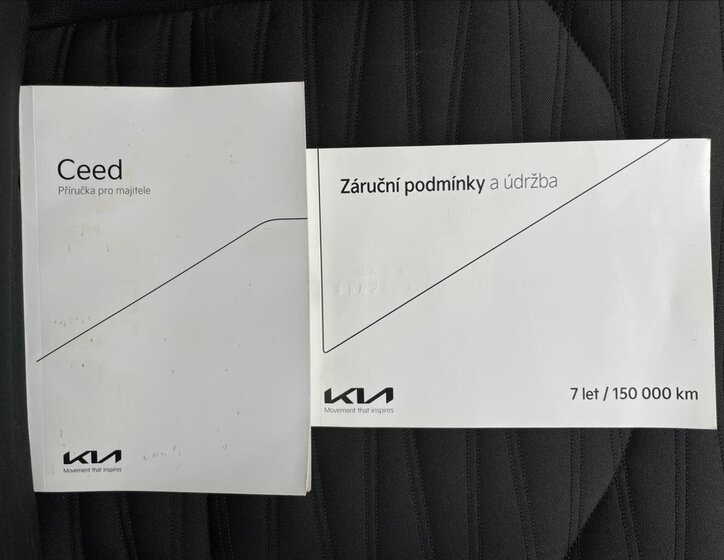 Ceed
Příručka pro majitele
KIA
Movement that inspires
Záruční podmínky a údržba
KIA
Movement that inspires
7 let / 150 000 km